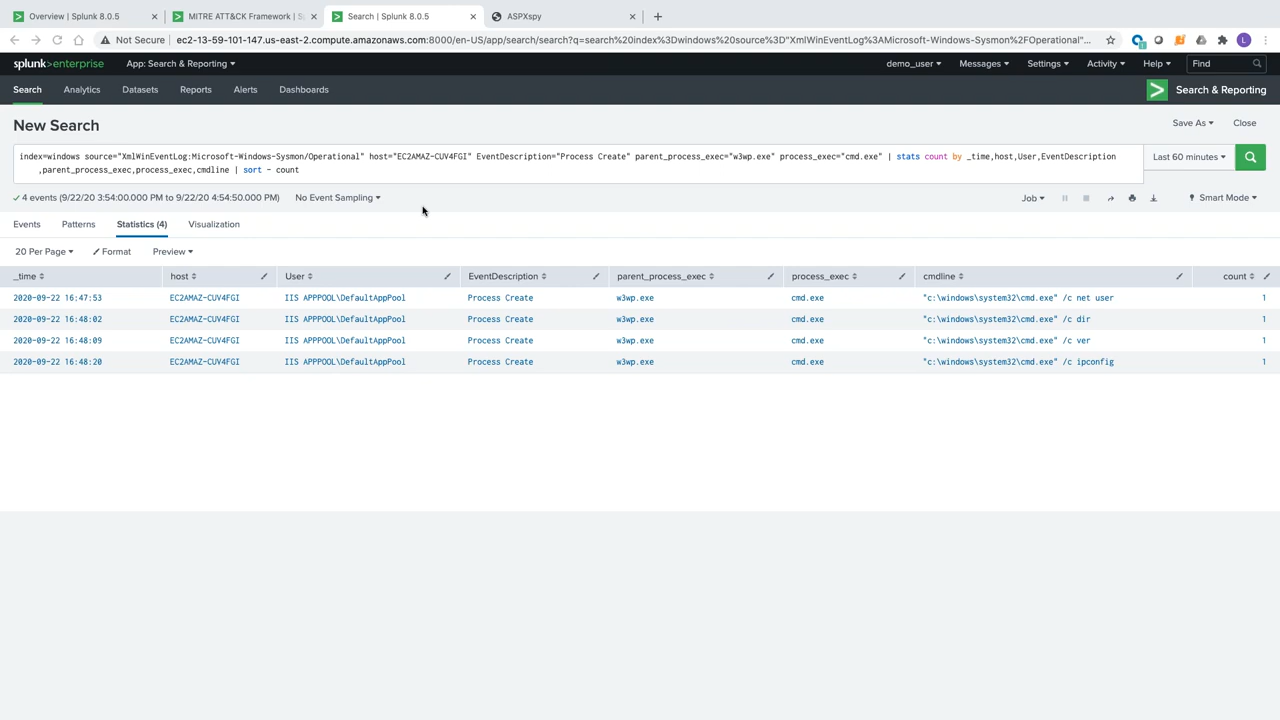 Overview | Splunk 8.0.5
MITRE ATT&CK Framework | S
Search | Splunk 8.0.5
ASPXspy
Not Secure
ec2-13-59-101-147.us-east-2.compute.amazonaws.com:8000/en-US/app/search/search?q=search%20index%3Dwindows%20source%3D"XmlWinEventLog%3AMicrosoft-Windows-Sysmon%2FOperational"...
L
splunk>enterprise
App: Search & Reporting
demo_user
Messages
Settings
Activity
Help
Find
Search
Analytics
Datasets
Reports
Alerts
Dashboards
Search & Reporting
New Search
Save As
Close
index=windows source="XmlWinEventLog:Microsoft-Windows-Sysmon/Operational" host="EC2AMAZ-CUV4FGI" EventDescription="Process Create" parent_process_exec="w3wp.exe" process_exec="cmd.exe" | stats count by _time,host,User,EventDescription
,parent_process_exec,process_exec,cmdline | sort - count
Last 60 minutes
4 events (9/22/20 3:54:00.000 PM to 9/22/20 4:54:50.000 PM)
No Event Sampling
Job
Smart Mode
Events
Patterns
Statistics (4)
Visualization
20 Per Page
Format
Preview
_time host User EventDescription parent_process_exec process_exec cmdline count
2020-09-22 16:47:53 EC2AMAZ-CUV4FGI IIS APPPOOL\DefaultAppPool Process Create w3wp.exe cmd.exe "c:\windows\system32\cmd.exe" /c net user 1
2020-09-22 16:48:02 EC2AMAZ-CUV4FGI IIS APPPOOL\DefaultAppPool Process Create w3wp.exe cmd.exe "c:\windows\system32\cmd.exe" /c dir 1
2020-09-22 16:48:09 EC2AMAZ-CUV4FGI IIS APPPOOL\DefaultAppPool Process Create w3wp.exe cmd.exe "c:\windows\system32\cmd.exe" /c ver 1
2020-09-22 16:48:20 EC2AMAZ-CUV4FGI IIS APPPOOL\DefaultAppPool Process Create w3wp.exe cmd.exe "c:\windows\system32\cmd.exe" /c ipconfig 1